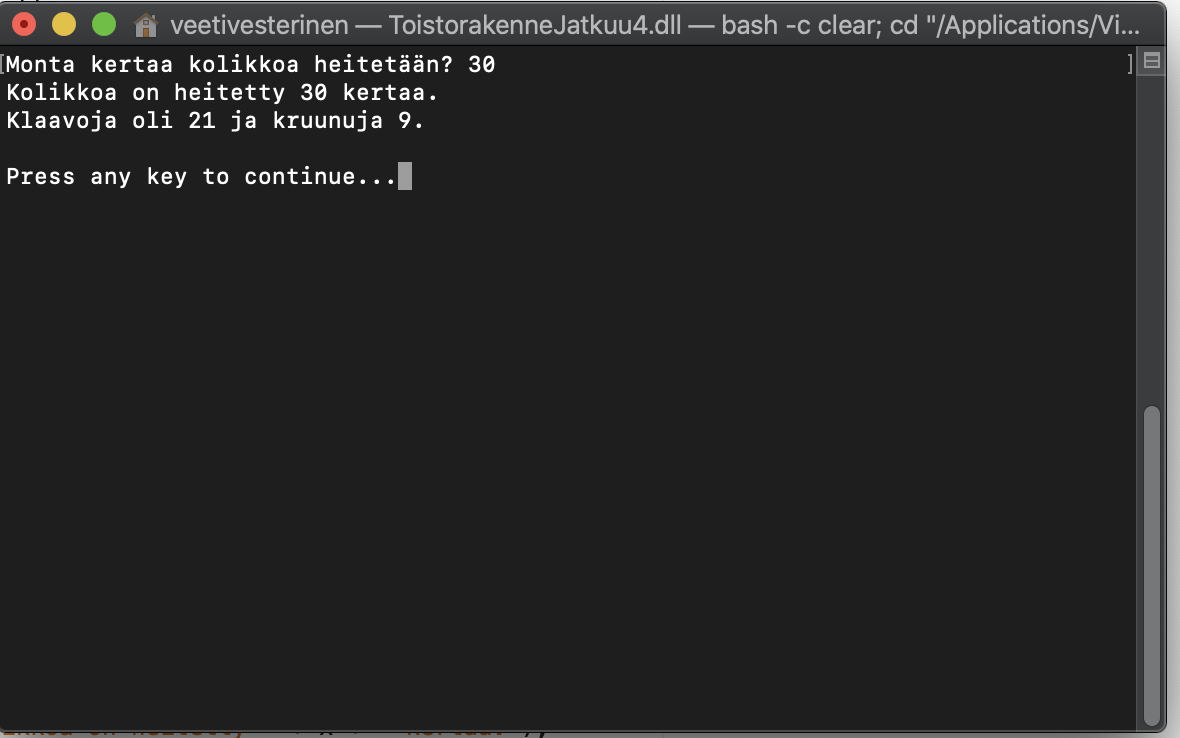 veetivesterinen — ToistorakenneJatkuu4.dll — bash -c clear; cd "/Applications/Vi...
[Monta kertaa kolikkoa heitetään? 30 ]
Kolikkoa on heitetty 30 kertaa.
Klaavoja oli 21 ja kruunuja 9.
Press any key to continue...